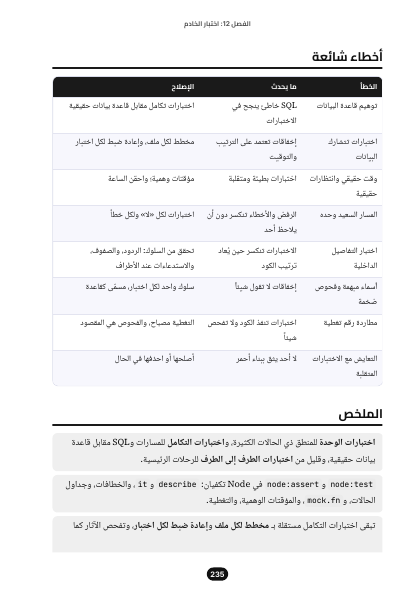 الفصل 12: اختبار الخادم
أخطاء شائعة
الخطأ ما يحدث الإصلاح
توهيم قاعدة البيانات SQL خاطئ ينجح في اختبارات تكامل مقابل قاعدة بيانات حقيقية
الاختبارات
اختبارات تتشارك إخفاقات تعتمد على الترتيب مخطط لكل ملف، وإعادة ضبط لكل اختبار
البيانات والتوقيت
وقت حقيقي وانتظارات اختبارات بطيئة ومتقلبة مؤقتات وهمية؛ واحقن الساعة
حقيقية
المسار السعيد وحده الرفض والأخطاء تنكسر دون أن اختبارات لكل «لا» ولكل خطأ
يلاحظ أحد
اختبار التفاصيل الاختبارات تنكسر حين يُعاد تحقق من السلوك: الردود، والصفوف،
الداخلية ترتيب الكود والاستدعاءات عند الأطراف
أسماء مبهمة وفحوص إخفاقات لا تقول شيئاً سلوك واحد لكل اختبار، مسمّى كقاعدة
ضخمة
مطاردة رقم تغطية اختبارات تنفذ الكود ولا تفحص التغطية مصباح، والفحوص هي المقصود
شيئاً
التعايش مع الاختبارات لا أحد يثق ببناء أحمر أصلحها أو احذفها في الحال
المتقلبة
الملخص
اختبارات الوحدة للمنطق ذي الحالات الكثيرة، واختبارات التكامل للمسارات وSQL مقابل قاعدة
بيانات حقيقية، وقليل من اختبارات الطرف إلى الطرف للرحلات الرئيسية.
node:test و node:assert في Node تكفيان: describe و it ، والخطافات، وجداول
الحالات، و mock.fn ، والمؤقتات الوهمية، والتغطية.
تبقى اختبارات التكامل مستقلة بـ مخطط لكل ملف وإعادة ضبط لكل اختبار، وتفحص الآثار كما
235